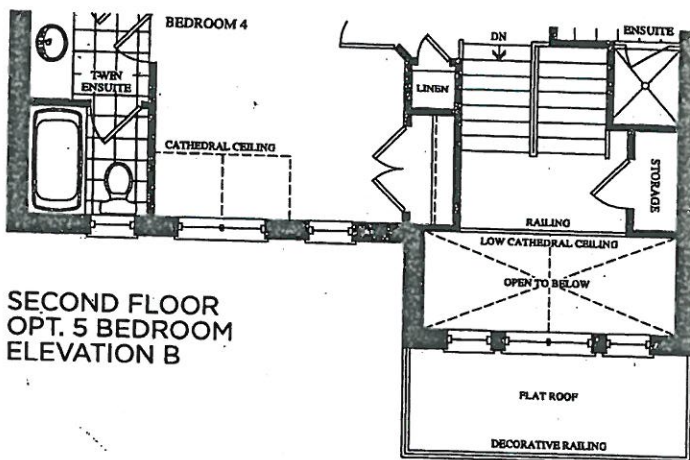 BEDROOM 4
DN
ENSUITE
TWIN
ENSUITE
LINEN
CATHEDRAL CEILING
STORAGE
RAILING
LOW CATHEDRAL CEILING
OPEN TO BELOW
SECOND FLOOR
OPT. 5 BEDROOM
ELEVATION B
FLAT ROOF
DECORATIVE RAILING